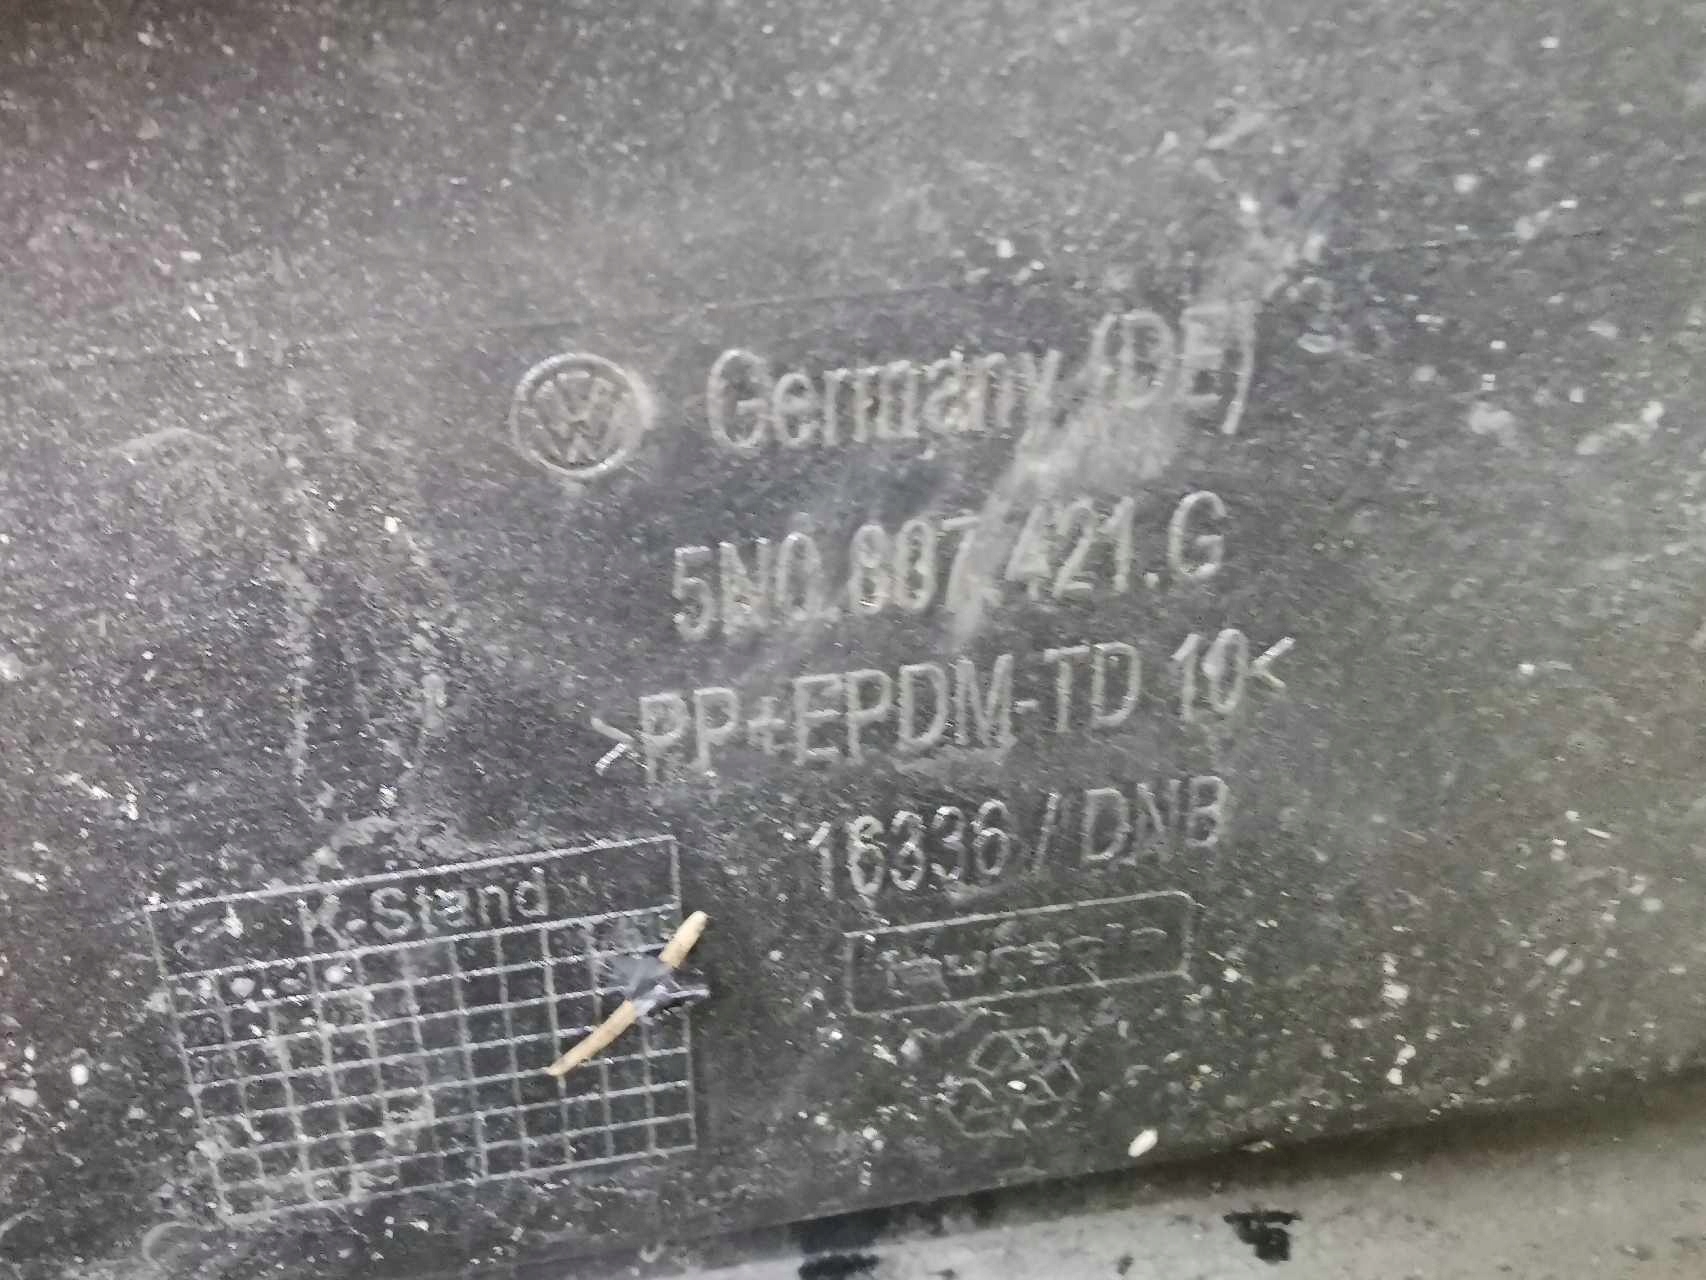 Germany (DE)
5N0.807.421.G
>PP+EPDM-TD 10<
16336 / DNB
K-Stand